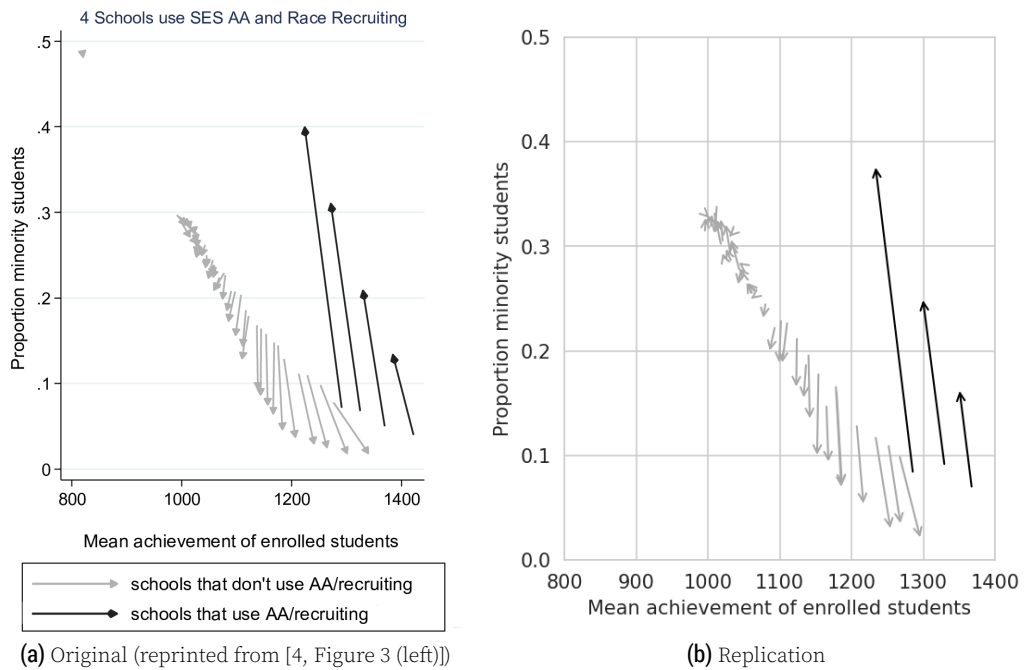 4 Schools use SES AA and Race Recruiting
Proportion minority students
.5
.4
.3
.2
.1
0
800 1000 1200 1400
Mean achievement of enrolled students
schools that don't use AA/recruiting
schools that use AA/recruiting
(a) Original (reprinted from [4, Figure 3 (left)])
Proportion minority students
0.5
0.4
0.3
0.2
0.1
0.0
800 900 1000 1100 1200 1300 1400
Mean achievement of enrolled students
(b) Replication